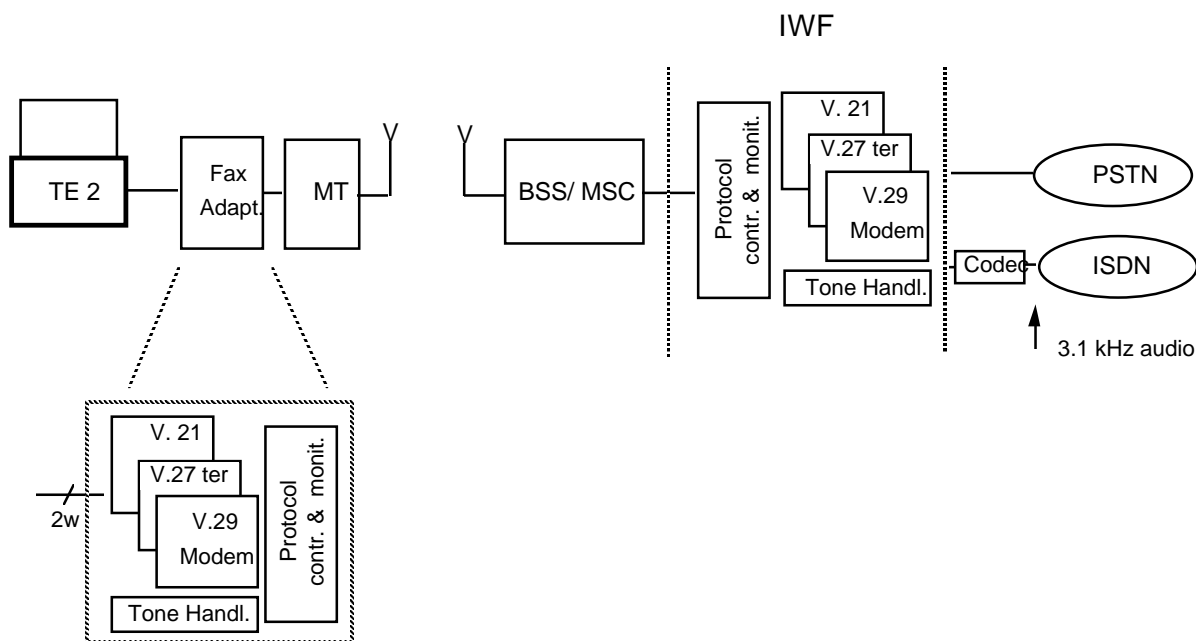 IWF
TE 2
Fax
Adapt.
MT
BSS/ MSC
Protocol
contr. & monit.
V. 21
V.27 ter
V.29
Modem
Tone Handl.
PSTN
Codec
ISDN
3.1 kHz audio
2w
V. 21
V.27 ter
V.29
Modem
Tone Handl.
Protocol
contr. & monit.